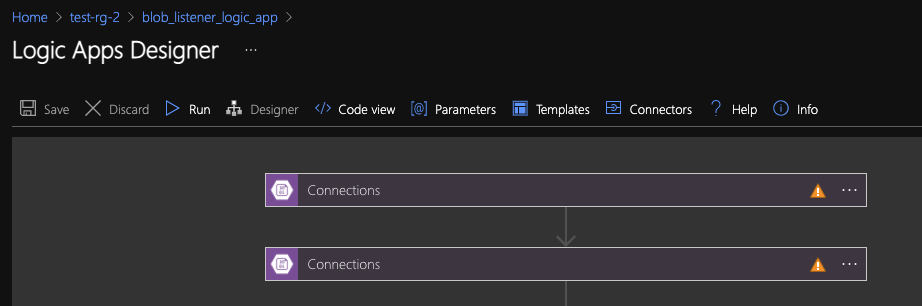 Home > test-rg-2 > blob_listener_logic_app >
Logic Apps Designer ...
Save Discard Run Designer </> Code view [@] Parameters Templates Connectors ? Help Info
Connections ...
Connections ...